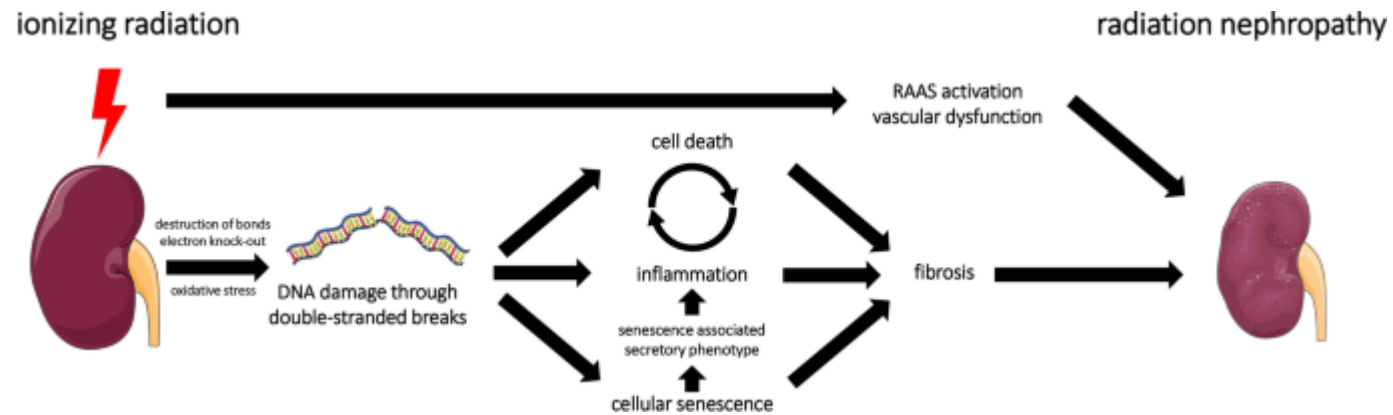 ionizing radiation
radiation nephropathy
RAAS activation
vascular dysfunction
cell death
destruction of bonds
electron knock-out
oxidative stress
DNA damage through
double-stranded breaks
inflammation
fibrosis
senescence associated
secretory phenotype
cellular senescence